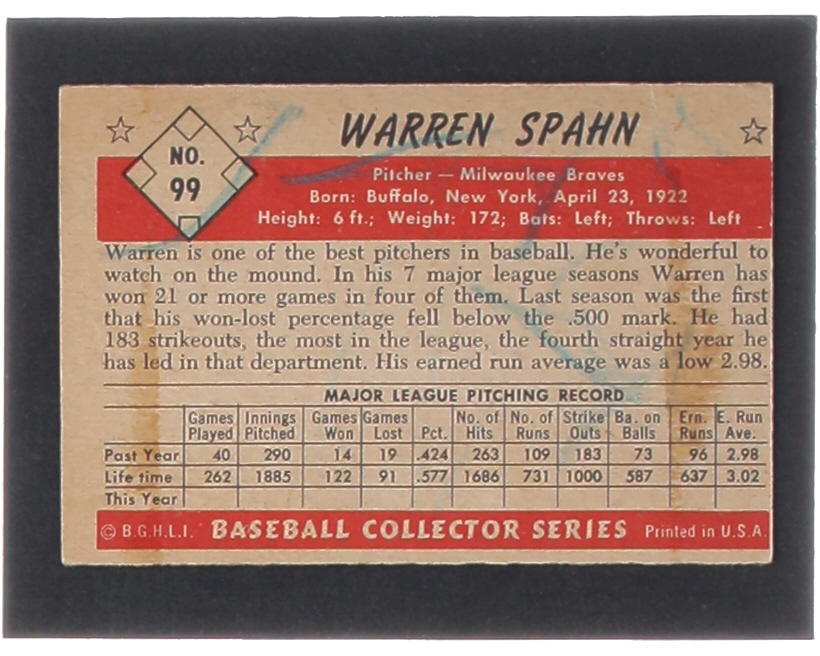 NO.
99
WARREN SPAHN
Pitcher — Milwaukee Braves
Born: Buffalo, New York, April 23, 1922
Height: 6 ft.; Weight: 172; Bats: Left; Throws: Left
Warren is one of the best pitchers in baseball. He's wonderful to
watch on the mound. In his 7 major league seasons Warren has
won 21 or more games in four of them. Last season was the first
that his won-lost percentage fell below the .500 mark. He had
183 strikeouts, the most in the league, the fourth straight year he
has led in that department. His earned run average was a low 2.98.
MAJOR LEAGUE PITCHING RECORD
Games Innings Games Games No. of No. of Strike Ba. on Ern. E. Run
Played Pitched Won Lost Pct. Hits Runs Outs Balls Runs Ave.
Past Year 40 290 14 19 .424 263 109 183 73 96 2.98
Life time 262 1885 122 91 .577 1686 731 1000 587 637 3.02
This Year
© B.G.H.L.I. BASEBALL COLLECTOR SERIES Printed in U.S.A.